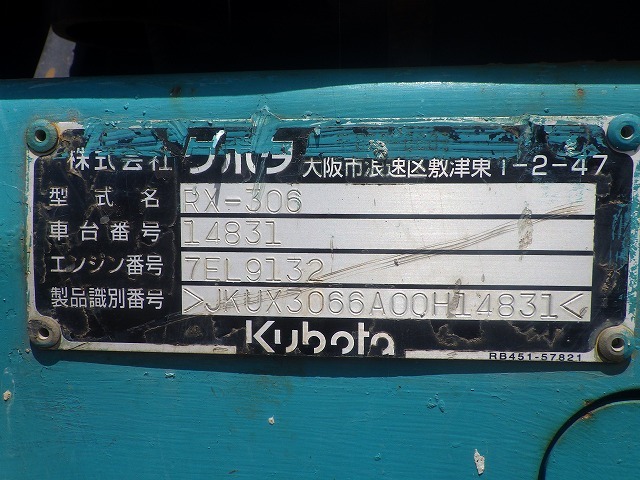 株式会社 クボタ 大阪市浪速区敷津東1-2-47
型式名 RX-306
車台番号 14831
エンジン番号 7EL9132
製品識別番号 >JKUX3066A00H14831<
Kubota
RB451-57821